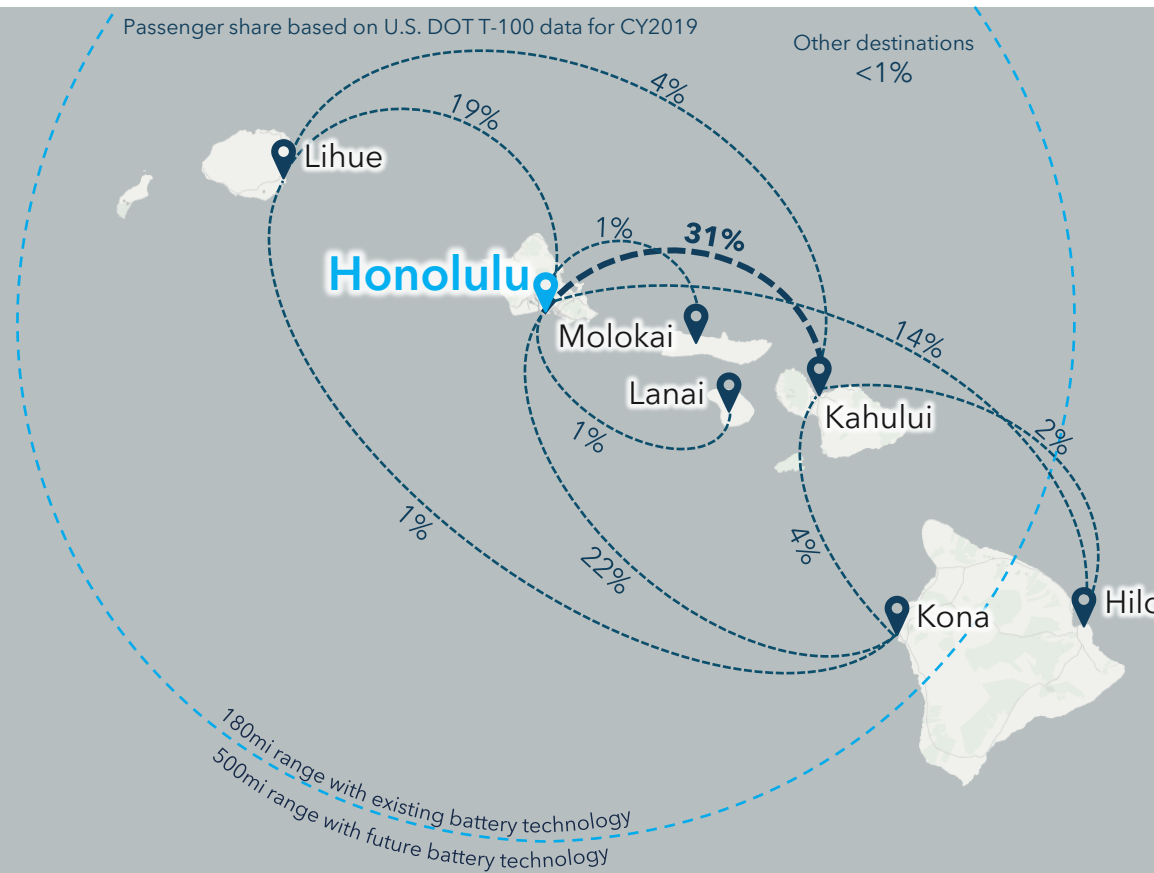 Passenger share based on U.S. DOT T-100 data for CY2019
Other destinations
<1%
4%
19%
Lihue
1%
31%
Honolulu
Molokai
14%
Lanai
Kahului
2%
1%
1%
4%
22%
Kona
Hilo
180mi range with existing battery technology
500mi range with future battery technology